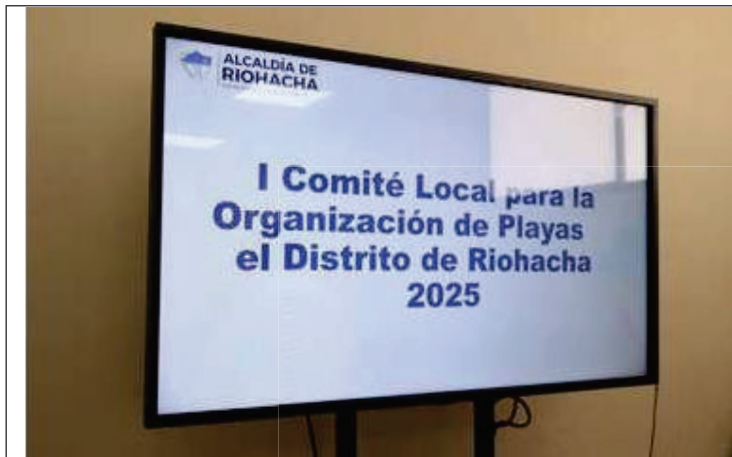 ALCALDÍA DE
RIOHACHA
I Comité Local para la
Organización de Playas
el Distrito de Riohacha
2025